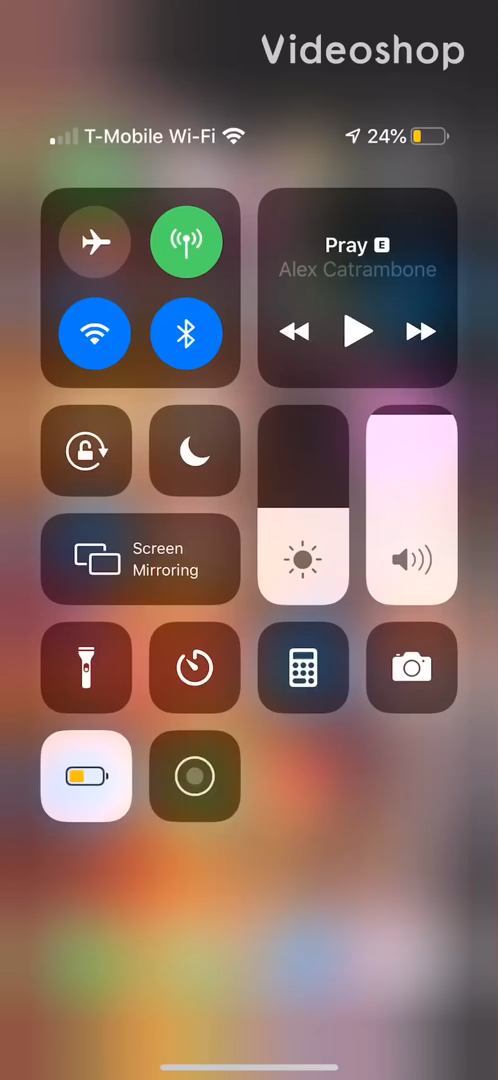 Videoshop
T-Mobile Wi-Fi 24%
Pray E
Alex Catrambone
Screen
Mirroring